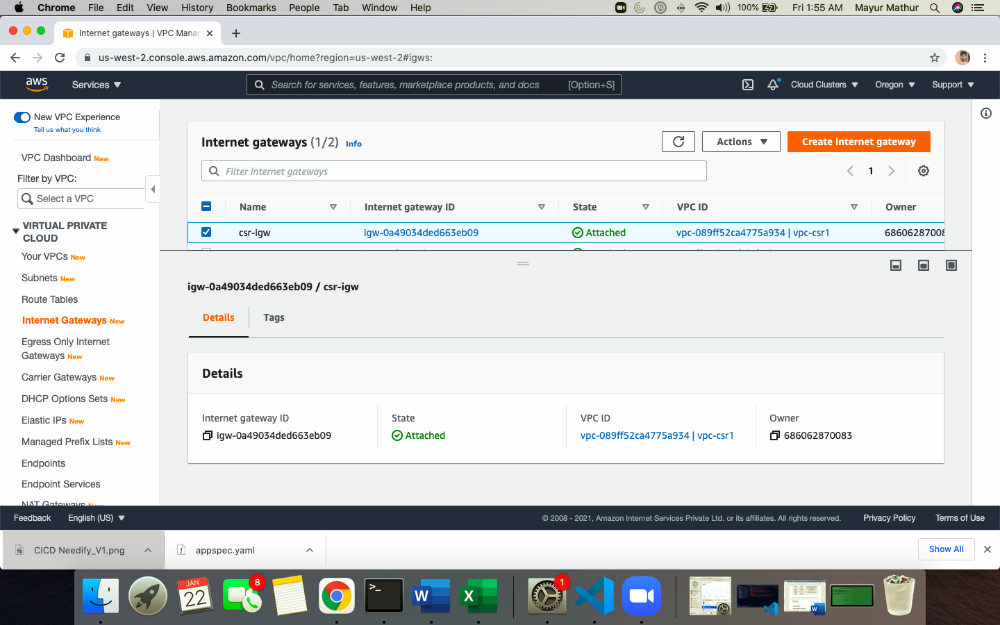 Chrome File Edit View History Bookmarks People Tab Window Help 100% Fri 1:55 AM Mayur Mathur
Internet gateways | VPC Mana
us-west-2.console.aws.amazon.com/vpc/home?region=us-west-2#igws:
aws Services Search for services, features, marketplace products, and docs [Option+S] Cloud Clusters Oregon Support
New VPC Experience
Tell us what you think
VPC Dashboard New
Filter by VPC:
Select a VPC
VIRTUAL PRIVATE
CLOUD
Your VPCs New
Subnets New
Route Tables
Internet Gateways New
Egress Only Internet
Gateways New
Carrier Gateways New
DHCP Options Sets New
Elastic IPs New
Managed Prefix Lists New
Endpoints
Endpoint Services
NAT Gateways New
Internet gateways (1/2) Info
Actions
Create internet gateway
Filter internet gateways
1
Name Internet gateway ID State VPC ID Owner
csr-igw igw-0a49034ded663eb09 Attached vpc-089ff52ca4775a934 | vpc-csr1 68606287008
igw-0a49034ded663eb09 / csr-igw
Details Tags
Details
Internet gateway ID State VPC ID Owner
igw-0a49034ded663eb09 Attached vpc-089ff52ca4775a934 | vpc-csr1 686062870083
Feedback English (US) © 2008 - 2021, Amazon Internet Services Private Ltd. or its affiliates. All rights reserved. Privacy Policy Terms of Use
CICD Needify_V1.png appspec.yaml Show All
JAN
22
8
>_
W
X
1